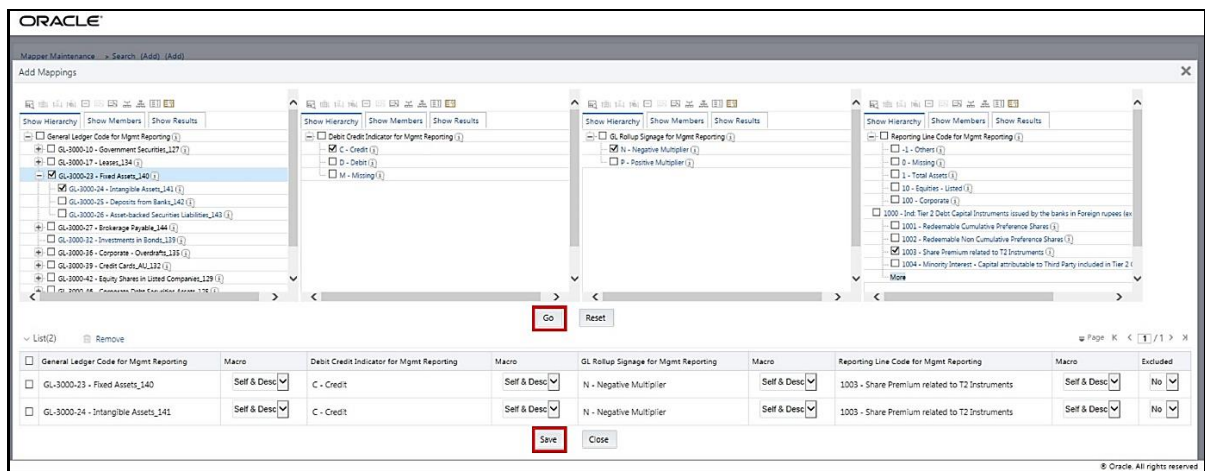 ORACLE
Mapper Maintenance » Search (Add) (Add)
Add Mappings
Show Hierarchy Show Members Show Results
General Ledger Code for Mgmt Reporting
GL-3000-10 - Government Securities_127
GL-3000-17 - Leases_134
GL-3000-23 - Fixed Assets_140
GL-3000-24 - Intangible Assets_141
GL-3000-25 - Deposits from Banks_142
GL-3000-26 - Asset-backed Securities Liabilities_143
GL-3000-27 - Brokerage Payable_144
GL-3000-32 - Investments in Bonds_139
GL-3000-36 - Corporate - Overdrafts_135
GL-3000-39 - Credit Cards_AU_132
GL-3000-42 - Equity Shares in Listed Companies_129
GL-3000-46 - Corporate Debt Securities Assets_125
Show Hierarchy Show Members Show Results
Debit Credit Indicator for Mgmt Reporting
C - Credit
D - Debit
M - Missing
Show Hierarchy Show Members Show Results
GL Rollup Signage for Mgmt Reporting
N - Negative Multiplier
P - Positive Multiplier
Show Hierarchy Show Members Show Results
Reporting Line Code for Mgmt Reporting
-1 - Others
0 - Missing
1 - Total Assets
10 - Equities - Listed
100 - Corporate
1000 - Ind: Tier 2 Debt Capital Instruments issued by the banks in Foreign rupees (ex
1001 - Redeemable Cumulative Preference Shares
1002 - Redeemable Non Cumulative Preference Shares
1003 - Share Premium related to T2 Instruments
1004 - Minority Interest - Capital attributable to Third Party included in Tier 2 (
More
Go Reset
List(2) Remove Page K < 1 / 1 > X
General Ledger Code for Mgmt Reporting Macro Debit Credit Indicator for Mgmt Reporting Macro GL Rollup Signage for Mgmt Reporting Macro Reporting Line Code for Mgmt Reporting Macro Excluded
GL-3000-23 - Fixed Assets_140 Self & Desc C - Credit Self & Desc N - Negative Multiplier Self & Desc 1003 - Share Premium related to T2 Instruments Self & Desc No
GL-3000-24 - Intangible Assets_141 Self & Desc C - Credit Self & Desc N - Negative Multiplier Self & Desc 1003 - Share Premium related to T2 Instruments Self & Desc No
Save Close
© Oracle. All rights reserved